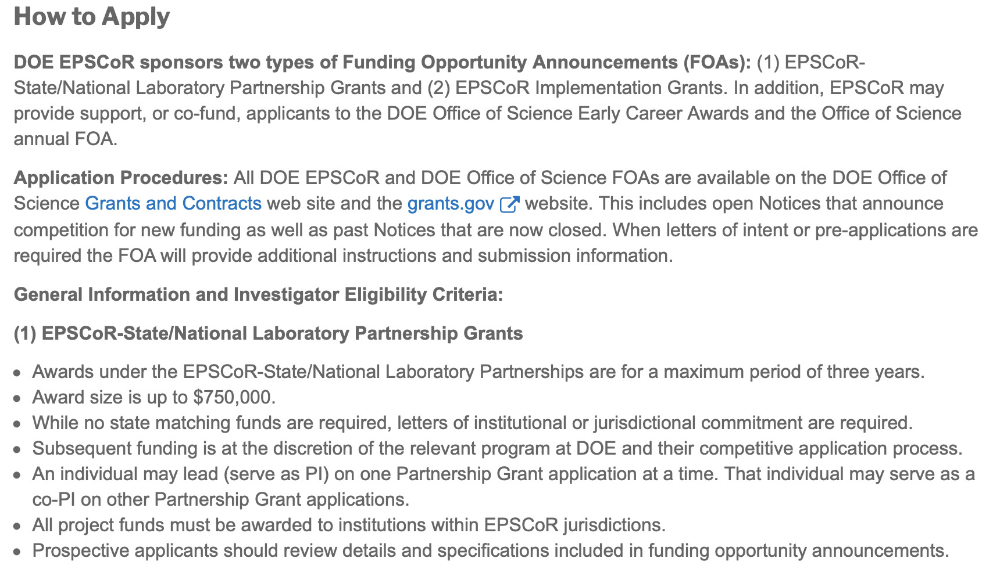 How to Apply
DOE EPSCoR sponsors two types of Funding Opportunity Announcements (FOAs): (1) EPSCoR-
State/National Laboratory Partnership Grants and (2) EPSCoR Implementation Grants. In addition, EPSCoR may
provide support, or co-fund, applicants to the DOE Office of Science Early Career Awards and the Office of Science
annual FOA.
Application Procedures: All DOE EPSCoR and DOE Office of Science FOAs are available on the DOE Office of
Science Grants and Contracts web site and the grants.gov website. This includes open Notices that announce
competition for new funding as well as past Notices that are now closed. When letters of intent or pre-applications are
required the FOA will provide additional instructions and submission information.
General Information and Investigator Eligibility Criteria:
(1) EPSCoR-State/National Laboratory Partnership Grants
• Awards under the EPSCoR-State/National Laboratory Partnerships are for a maximum period of three years.
• Award size is up to $750,000.
• While no state matching funds are required, letters of institutional or jurisdictional commitment are required.
• Subsequent funding is at the discretion of the relevant program at DOE and their competitive application process.
• An individual may lead (serve as PI) on one Partnership Grant application at a time. That individual may serve as a
co-PI on other Partnership Grant applications.
• All project funds must be awarded to institutions within EPSCoR jurisdictions.
• Prospective applicants should review details and specifications included in funding opportunity announcements.